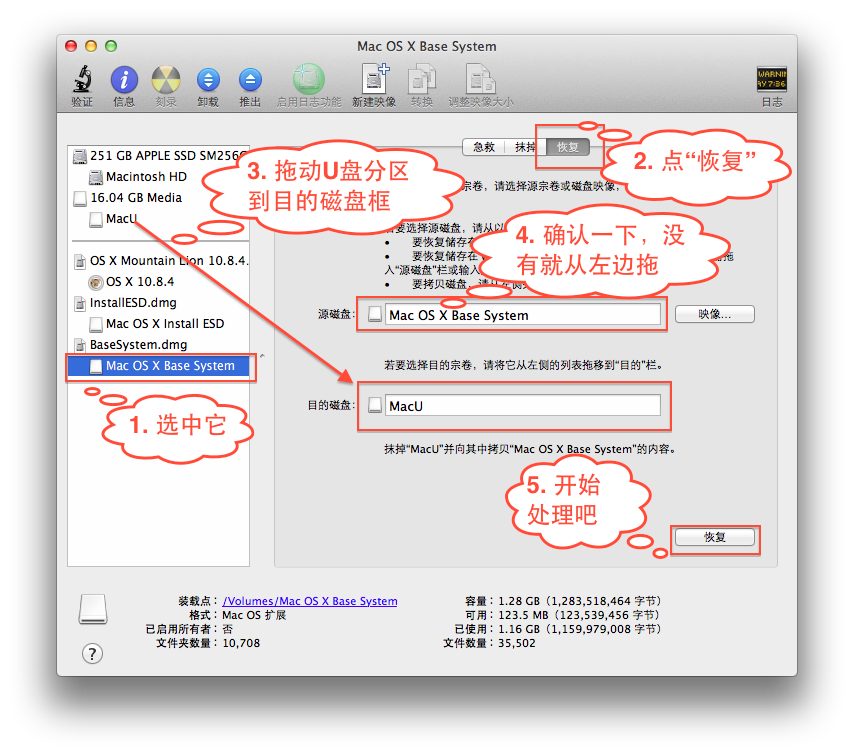 Mac OS X Base System
验证
信息
刻录
卸载
推出
启用日志功能
新建映像
转换
调整映像大小
日志
251 GB APPLE SSD SM256
Macintosh HD
16.04 GB Media
MacU
OS X Mountain Lion 10.8.4.
OS X 10.8.4
InstallESD.dmg
Mac OS X Install ESD
BaseSystem.dmg
Mac OS X Base System
1. 选中它
急救
抹掉
恢复
2. 点“恢复”
3. 拖动U盘分区
到目的磁盘框
宗卷，请选择源宗卷或磁盘映像，
要选择源磁盘，请从以
4. 确认一下，没
有就从左边拖
• 要恢复储存在
• 要恢复储存在
拖
入“源磁盘”栏或输入
• 要拷贝磁盘，请从左侧
源磁盘：
Mac OS X Base System
映像...
若要选择目的宗卷，请将它从左侧的列表拖移到“目的”栏。
目的磁盘：
MacU
抹掉“MacU”并向其中拷贝“Mac OS X Base System”的内容。
5. 开始
处理吧
恢复
装载点：/Volumes/Mac OS X Base System
格式：Mac OS 扩展
已启用所有者：否
文件夹数量：10,708
容量：1.28 GB（1,283,518,464 字节）
可用：123.5 MB（123,539,456 字节）
已使用：1.16 GB（1,159,979,008 字节）
文件数量：35,502
?